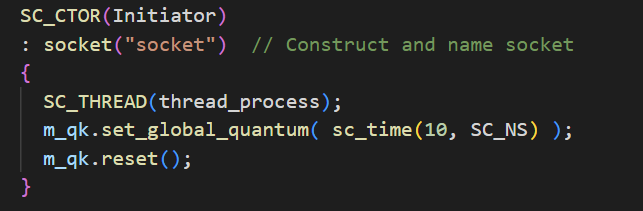 SC_CTOR(Initiator)
: socket("socket")  // Construct and name socket
{
  SC_THREAD(thread_process);
  m_qk.set_global_quantum( sc_time(10, SC_NS) );
  m_qk.reset();
}